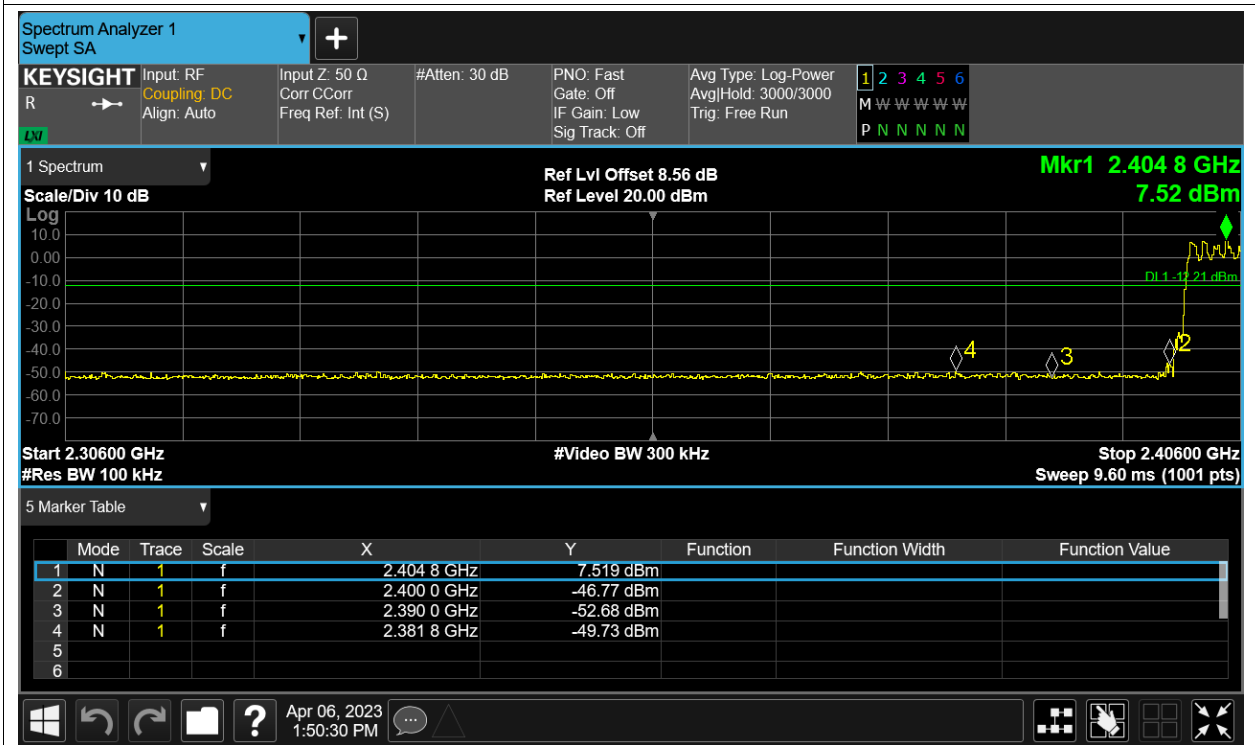 Spectrum Analyzer 1
Swept SA
KEYSIGHT
R
LXI
Input: RF
Coupling: DC
Align: Auto
Input Z: 50 Ω
Corr CCorr
Freq Ref: Int (S)
#Atten: 30 dB
PNO: Fast
Gate: Off
IF Gain: Low
Sig Track: Off
Avg Type: Log-Power
Avg|Hold: 3000/3000
Trig: Free Run
1 2 3 4 5 6
M W W W W W
P N N N N N
1 Spectrum
Scale/Div 10 dB
Ref Lvl Offset 8.56 dB
Ref Level 20.00 dBm
Mkr1 2.404 8 GHz
7.52 dBm
Log
10.0
0.00
-10.0
-20.0
-30.0
-40.0
-50.0
-60.0
-70.0
DL1 -12.21 dBm
4
3
2
Start 2.30600 GHz
#Video BW 300 kHz
Stop 2.40600 GHz
#Res BW 100 kHz
Sweep 9.60 ms (1001 pts)
5 Marker Table
Mode Trace Scale X Y Function Function Width Function Value
1 N 1 f 2.404 8 GHz 7.519 dBm
2 N 1 f 2.400 0 GHz -46.77 dBm
3 N 1 f 2.390 0 GHz -52.68 dBm
4 N 1 f 2.381 8 GHz -49.73 dBm
5
6
?
Apr 06, 2023
1:50:30 PM